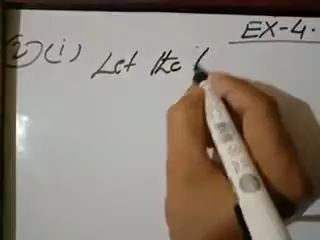 EX-4.
2) (i) Let the